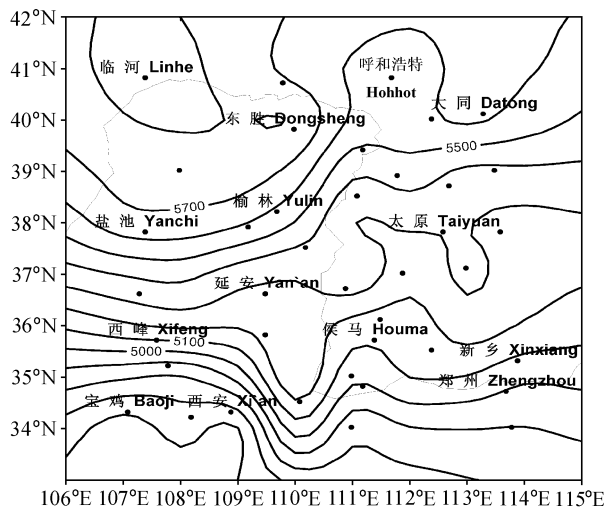 42°N
41°N
40°N
39°N
38°N
37°N
36°N
35°N
34°N
临 河 Linhe
呼和浩特
Hohhot
大 同 Datong
东 胜 Dongsheng
5500
榆 林 Yulin
5700
盐 池 Yanchi
太 原 Taiyuan
延 安 Yan`an
西 峰 Xifeng
侯 马 Houma
5100
5000
新 乡 Xinxiang
郑 州 Zhengzhou
宝 鸡 Baoji
西 安 Xi'an
106°E 107°E 108°E 109°E 110°E 111°E 112°E 113°E 114°E 115°E